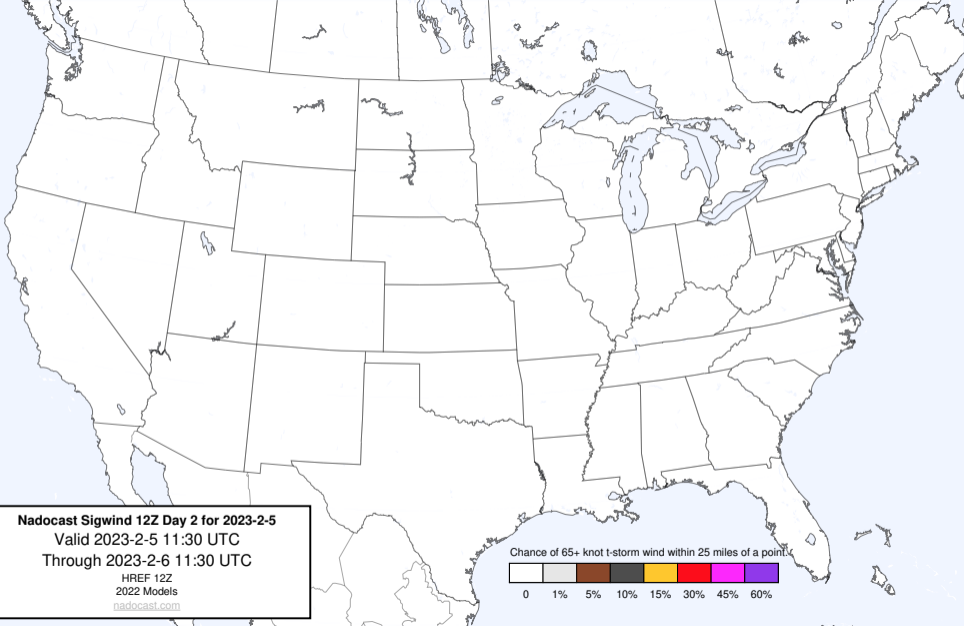 Nadocast Sigwind 12Z Day 2 for 2023-2-5
Valid 2023-2-5 11:30 UTC
Through 2023-2-6 11:30 UTC
HREF 12Z
2022 Models
nadocast.com
Chance of 65+ knot t-storm wind within 25 miles of a point.
0 1% 5% 10% 15% 30% 45% 60%